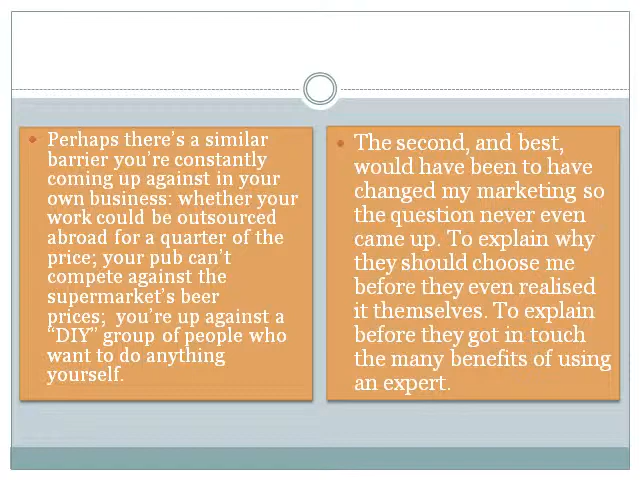 Perhaps there's a similar
barrier you're constantly
coming up against in your
own business: whether your
work could be outsourced
abroad for a quarter of the
price; your pub can't
compete against the
supermarket's beer
prices;  you're up against a
“DIY” group of people who
want to do anything
yourself.
The second, and best,
would have been to have
changed my marketing so
the question never even
came up. To explain why
they should choose me
before they even realised
it themselves. To explain
before they got in touch
the many benefits of using
an expert.